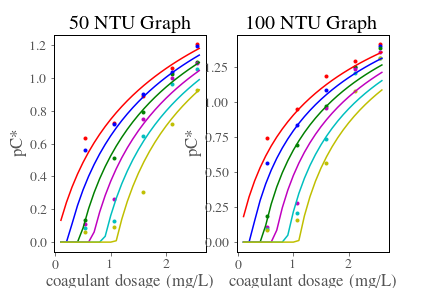 50 NTU Graph
100 NTU Graph
1.2
1.0
0.8
0.6
0.4
0.2
0.0
pC*
0 1 2
coagulant dosage (mg/L)
1.25
1.00
0.75
0.50
0.25
0.00
pC*
0 1 2
coagulant dosage (mg/L)